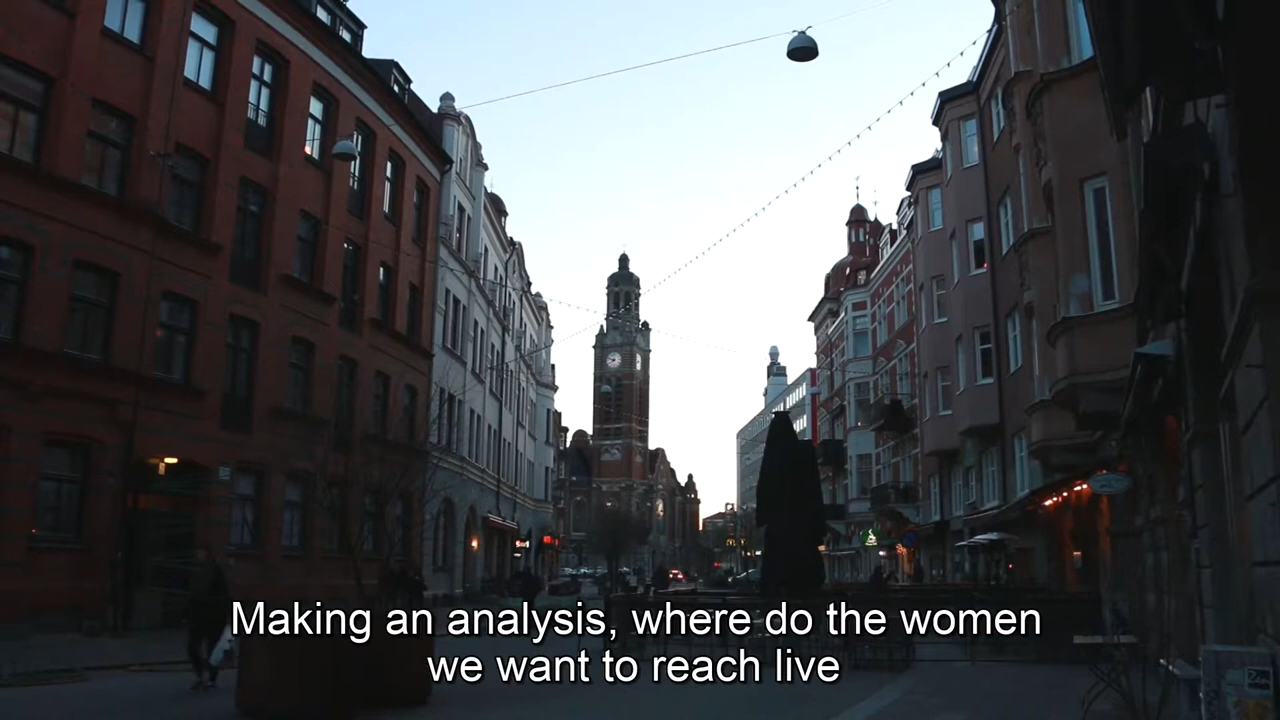 Making an analysis, where do the women
we want to reach live